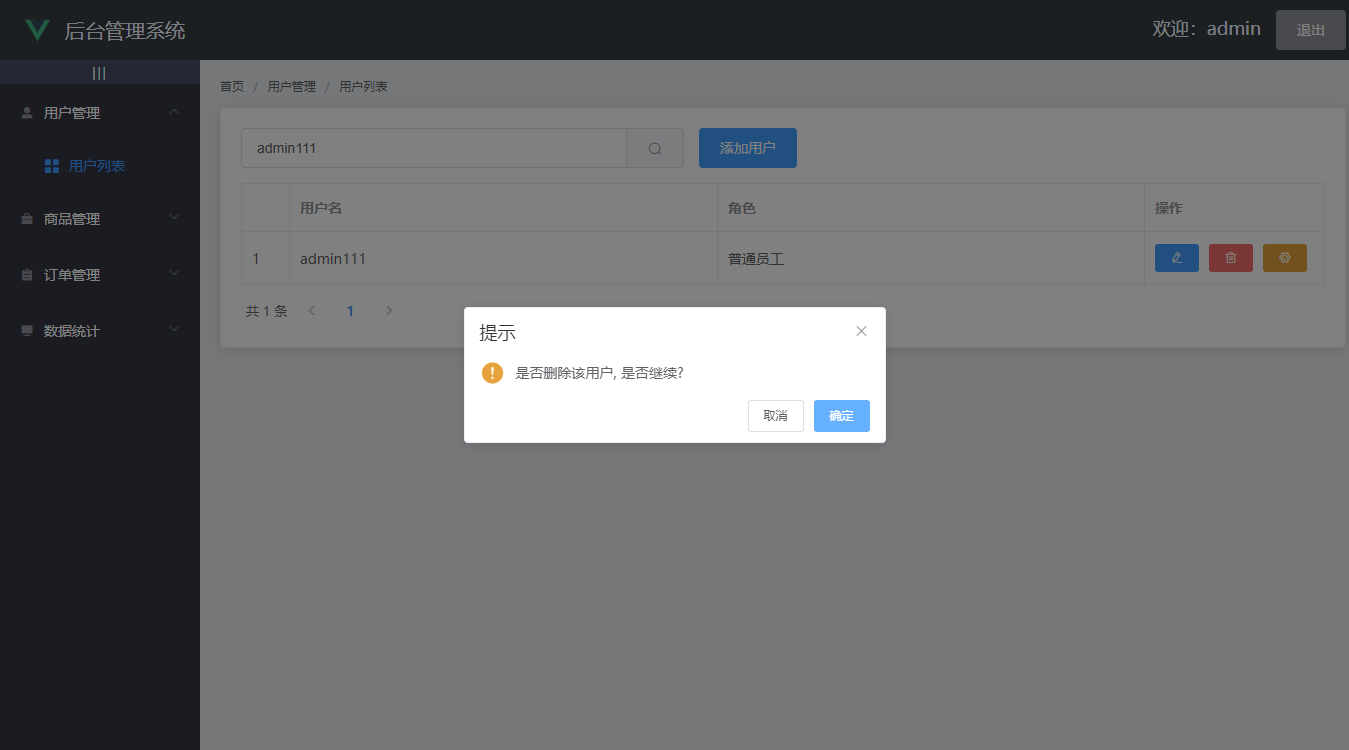 后台管理系统
欢迎：admin
退出
|||
用户管理
用户列表
商品管理
订单管理
数据统计
首页 / 用户管理 / 用户列表
admin111
添加用户
用户名 角色 操作
1 admin111 普通员工
共 1 条 1
提示
是否删除该用户, 是否继续?
取消 确定